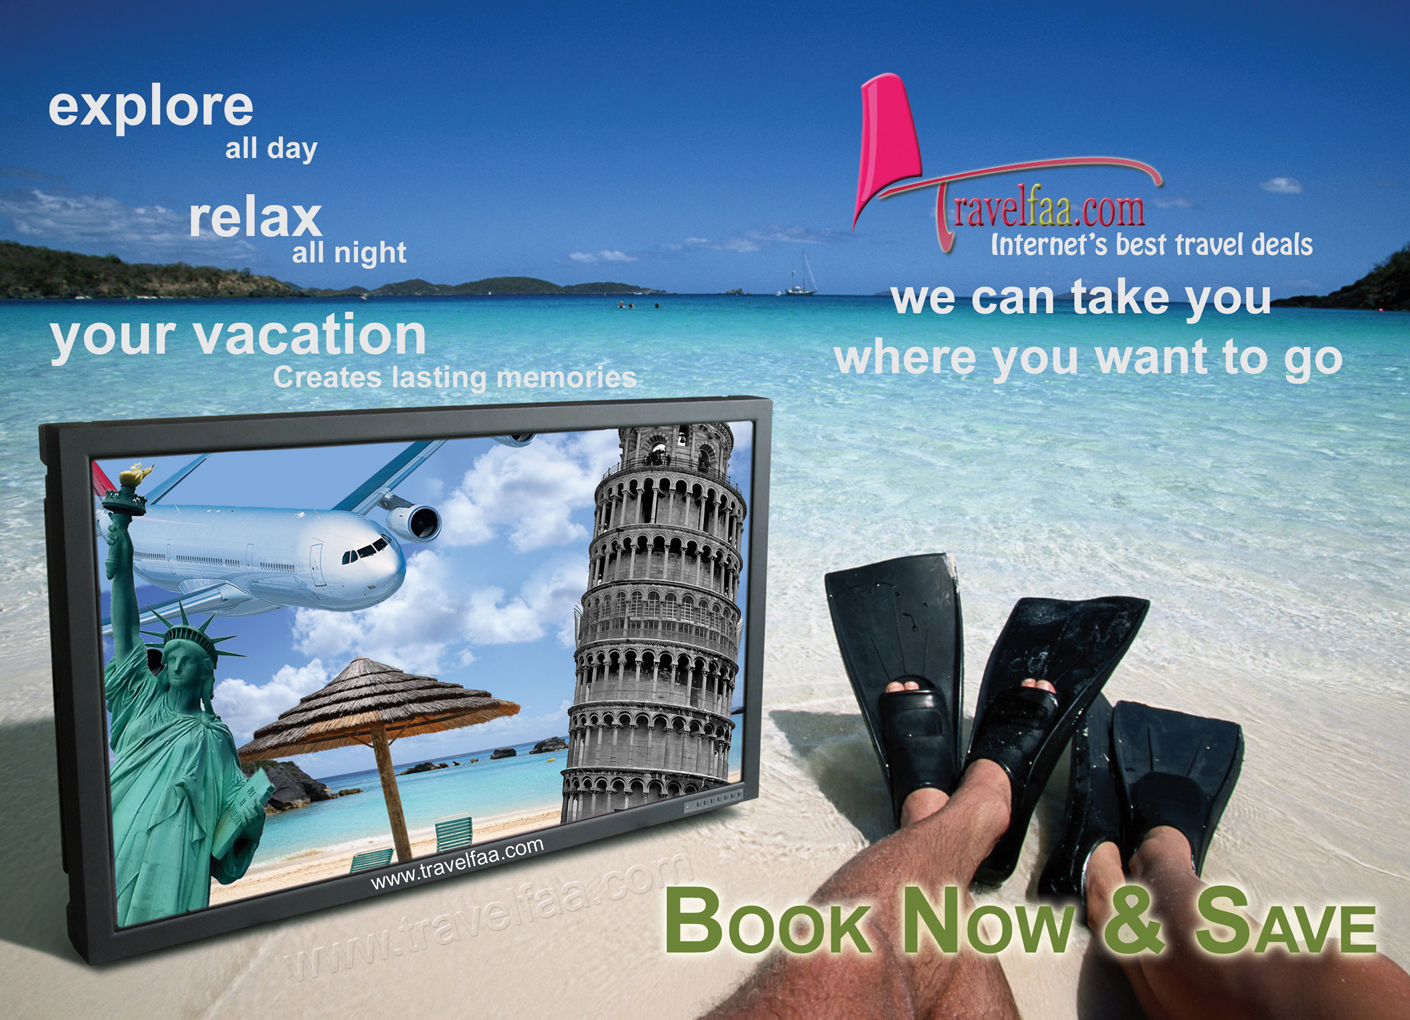 explore
all day
relax
all night
your vacation
Creates lasting memories
Travelfaa.com
Internet's best travel deals
we can take you
where you want to go
www.travelfaa.com
www.travelfaa.com
Book Now & Save